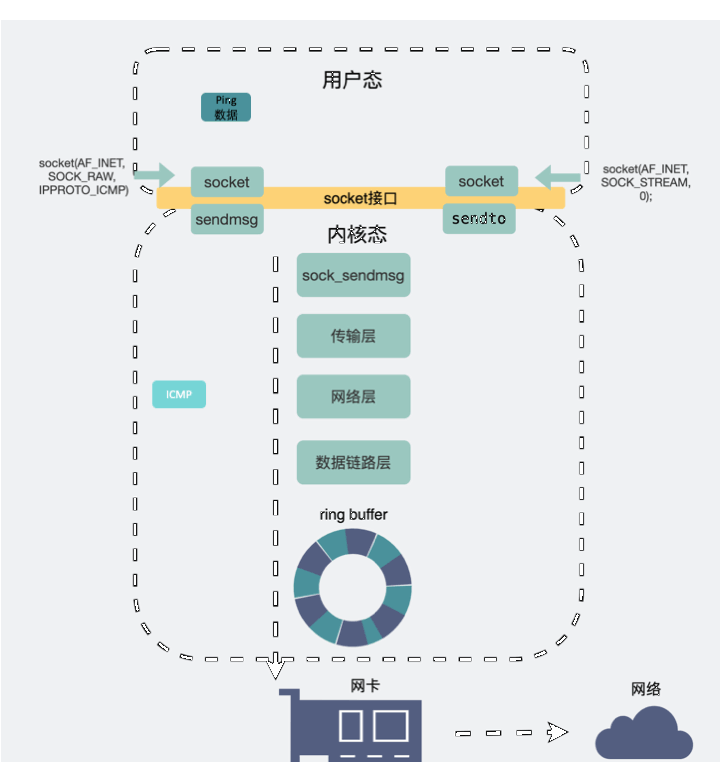 用户态
Ping
数据
socket(AF_INET,
SOCK_RAW,
IPPROTO_ICMP)
socket
socket
socket(AF_INET,
SOCK_STREAM,
0);
socket接口
sendmsg
sendto
内核态
sock_sendmsg
传输层
ICMP
网络层
数据链路层
ring buffer
网卡
网络